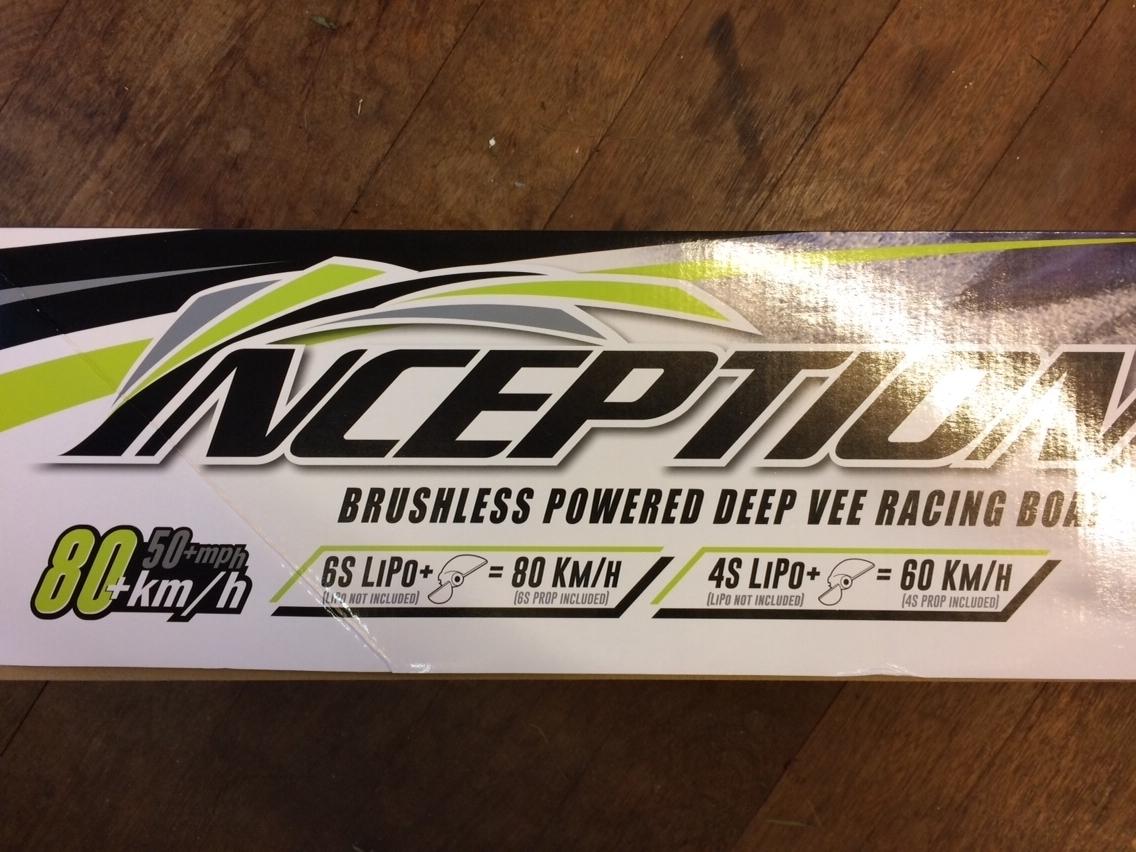 INCEPTION
BRUSHLESS POWERED DEEP VEE RACING BOAT
50+mph
80+km/h
6S LiPo+ = 80 KM/H
(LIPO NOT INCLUDED) (6S PROP INCLUDED)
4S LiPo+ = 60 KM/H
(LIPO NOT INCLUDED) (4S PROP INCLUDED)